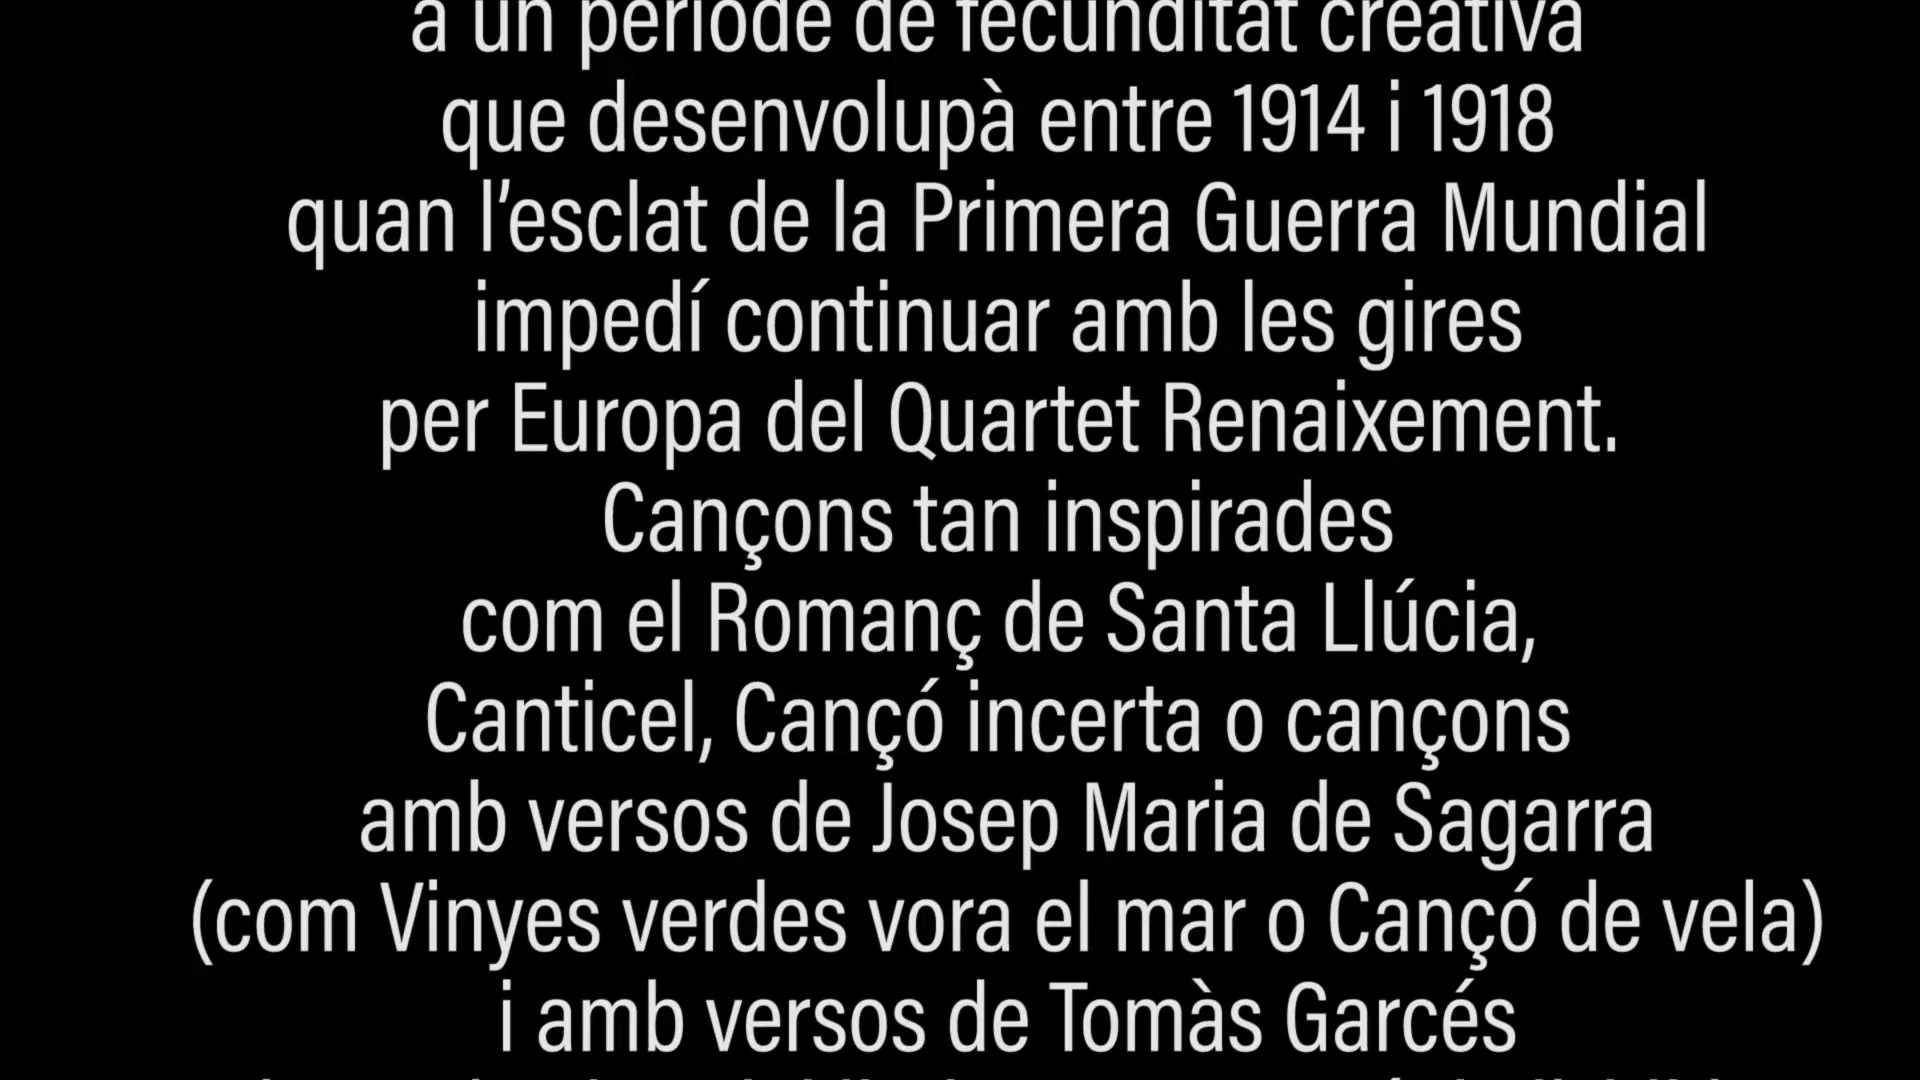 a un període de fecunditat creativa
que desenvolupà entre 1914 i 1918
quan l’esclat de la Primera Guerra Mundial
impedí continuar amb les gires
per Europa del Quartet Renaixement.
Cançons tan inspirades
com el Romanç de Santa Llúcia,
Canticel, Cançó incerta o cançons
amb versos de Josep Maria de Sagarra
(com Vinyes verdes vora el mar o Cançó de vela)
i amb versos de Tomàs Garcés